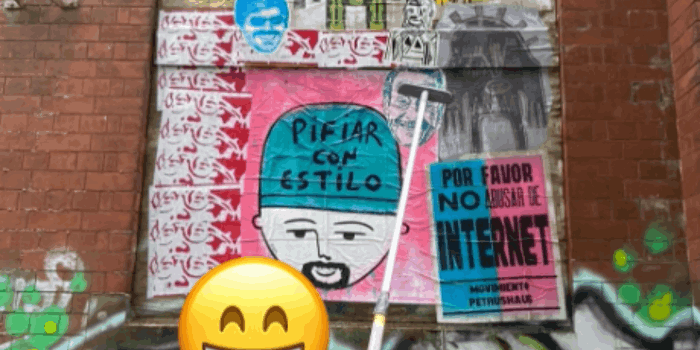 PIFIAR
CON
ESTILO
POR FAVOR
NO ABUSAR DE
INTERNET
MOVIMIENTO
PETRUSHAUS